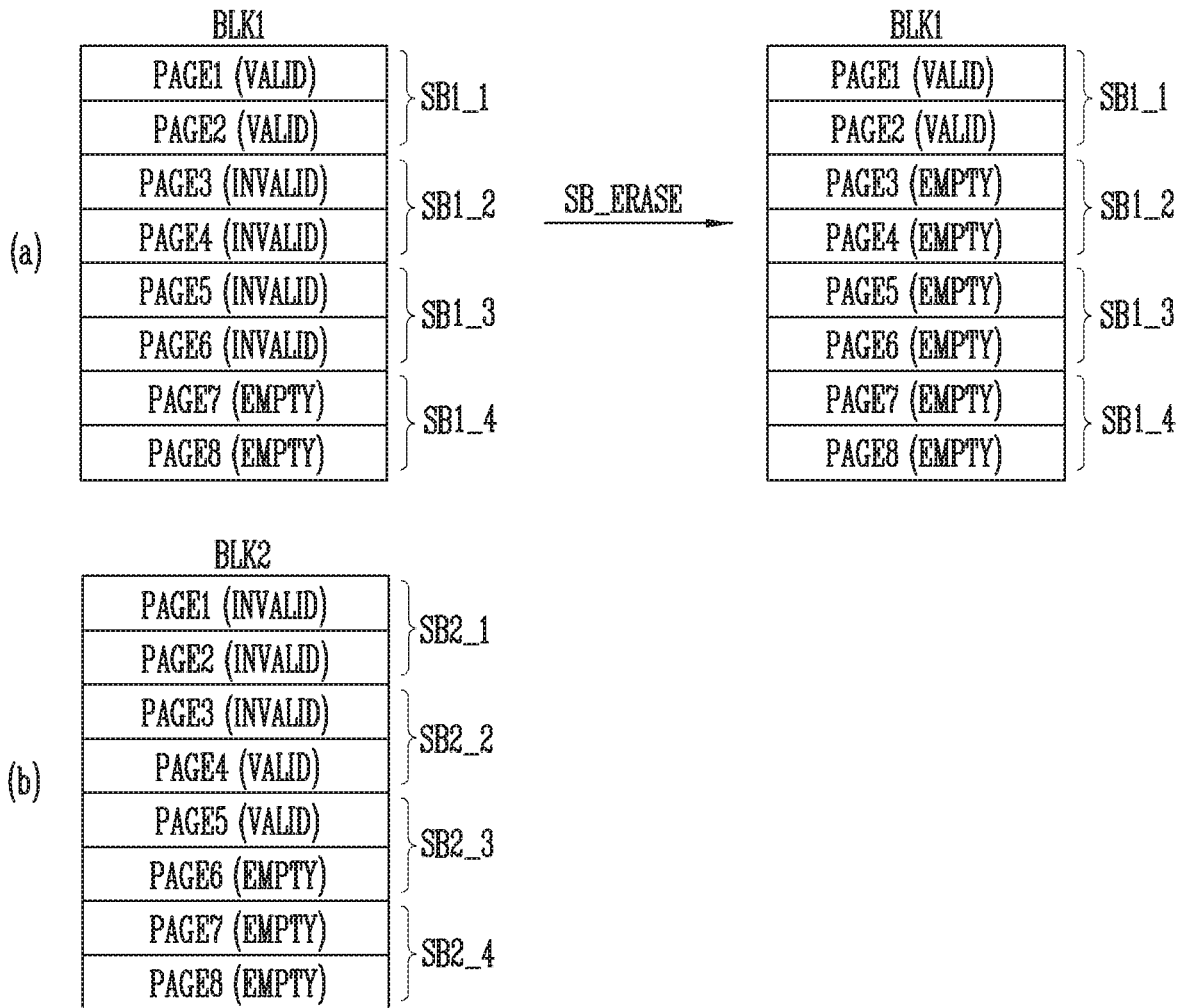 BLK1
PAGE1 (VALID)
PAGE2 (VALID)
SB1_1
PAGE3 (INVALID)
PAGE4 (INVALID)
SB1_2
PAGE5 (INVALID)
PAGE6 (INVALID)
SB1_3
PAGE7 (EMPTY)
PAGE8 (EMPTY)
SB1_4
(a)
SB_ERASE
BLK1
PAGE1 (VALID)
PAGE2 (VALID)
SB1_1
PAGE3 (EMPTY)
PAGE4 (EMPTY)
SB1_2
PAGE5 (EMPTY)
PAGE6 (EMPTY)
SB1_3
PAGE7 (EMPTY)
PAGE8 (EMPTY)
SB1_4
BLK2
PAGE1 (INVALID)
PAGE2 (INVALID)
SB2_1
PAGE3 (INVALID)
PAGE4 (VALID)
SB2_2
PAGE5 (VALID)
PAGE6 (EMPTY)
SB2_3
PAGE7 (EMPTY)
PAGE8 (EMPTY)
SB2_4
(b)